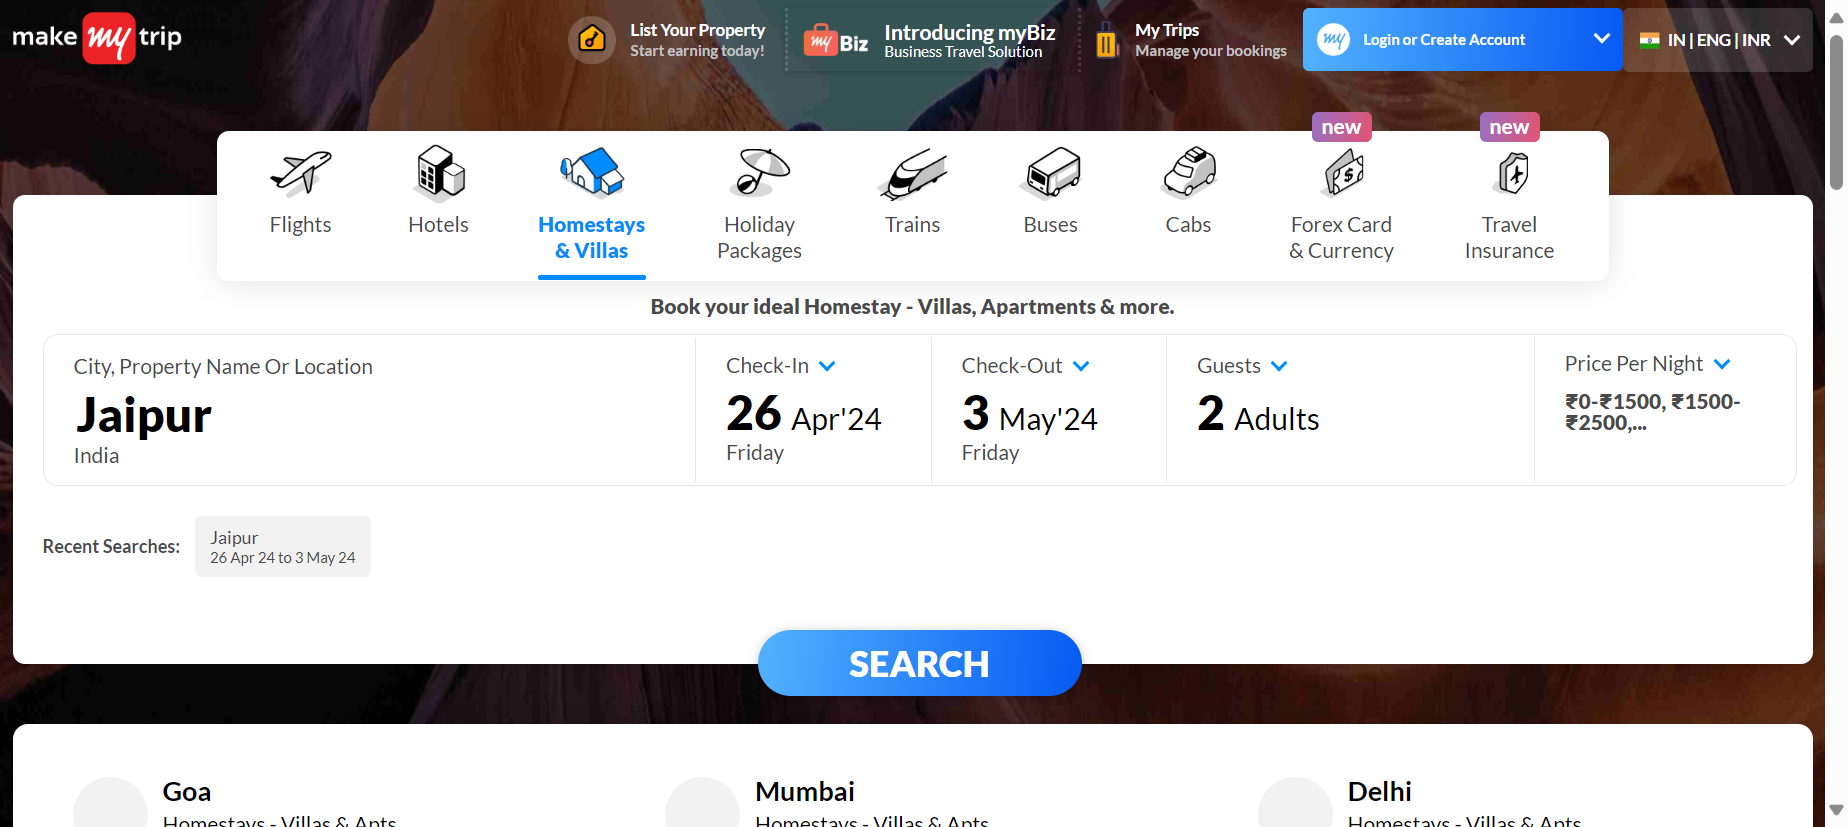 make my trip
List Your Property
Start earning today!
my Biz
Introducing myBiz
Business Travel Solution
My Trips
Manage your bookings
my Login or Create Account
IN | ENG | INR
new
new
Flights
Hotels
Homestays
& Villas
Holiday
Packages
Trains
Buses
Cabs
Forex Card
& Currency
Travel
Insurance
Book your ideal Homestay - Villas, Apartments & more.
City, Property Name Or Location
Jaipur
India
Check-In
26 Apr'24
Friday
Check-Out
3 May'24
Friday
Guests
2 Adults
Price Per Night
₹0-₹1500, ₹1500-
₹2500,...
Recent Searches:
Jaipur
26 Apr 24 to 3 May 24
SEARCH
Goa
Homestays - Villas & Apts
Mumbai
Homestays - Villas & Apts
Delhi
Homestays - Villas & Apts